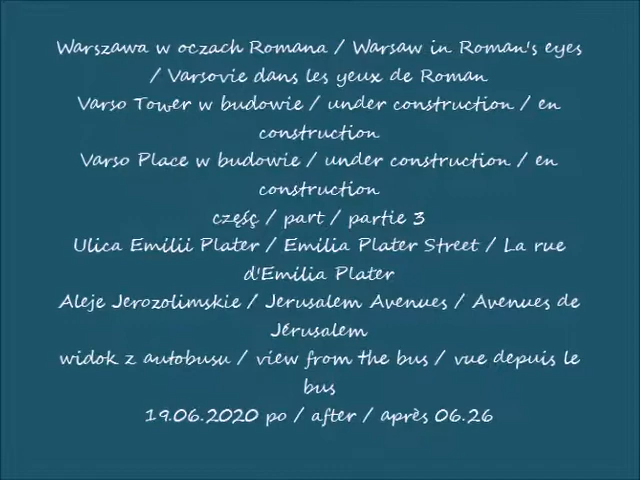 Warszawa w oczach Romana / Warsaw in Roman's eyes
/ Varsovie dans les yeux de Roman
Varso Tower w budowie / under construction / en
construction
Varso Place w budowie / under construction / en
construction
część / part / partie 3
Ulica Emilii Plater / Emilia Plater Street / La rue
d'Emilia Plater
Aleje Jerozolimskie / Jerusalem Avenues / Avenues de
Jérusalem
widok z autobusu / view from the bus / vue depuis le
bus
19.06.2020 po / after / après 06.26